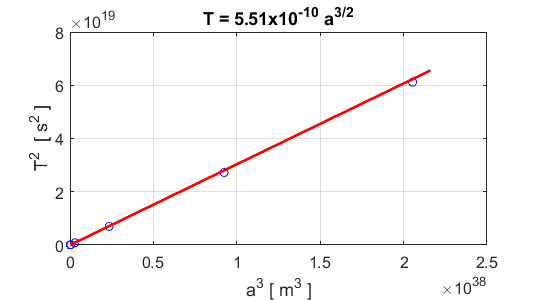 T = 5.51x10⁻¹⁰ a³/²
×10¹⁹
8
6
4
2
0
T² [ s² ]
0 0.5 1 1.5 2 2.5
×10³⁸
a³ [ m³ ]